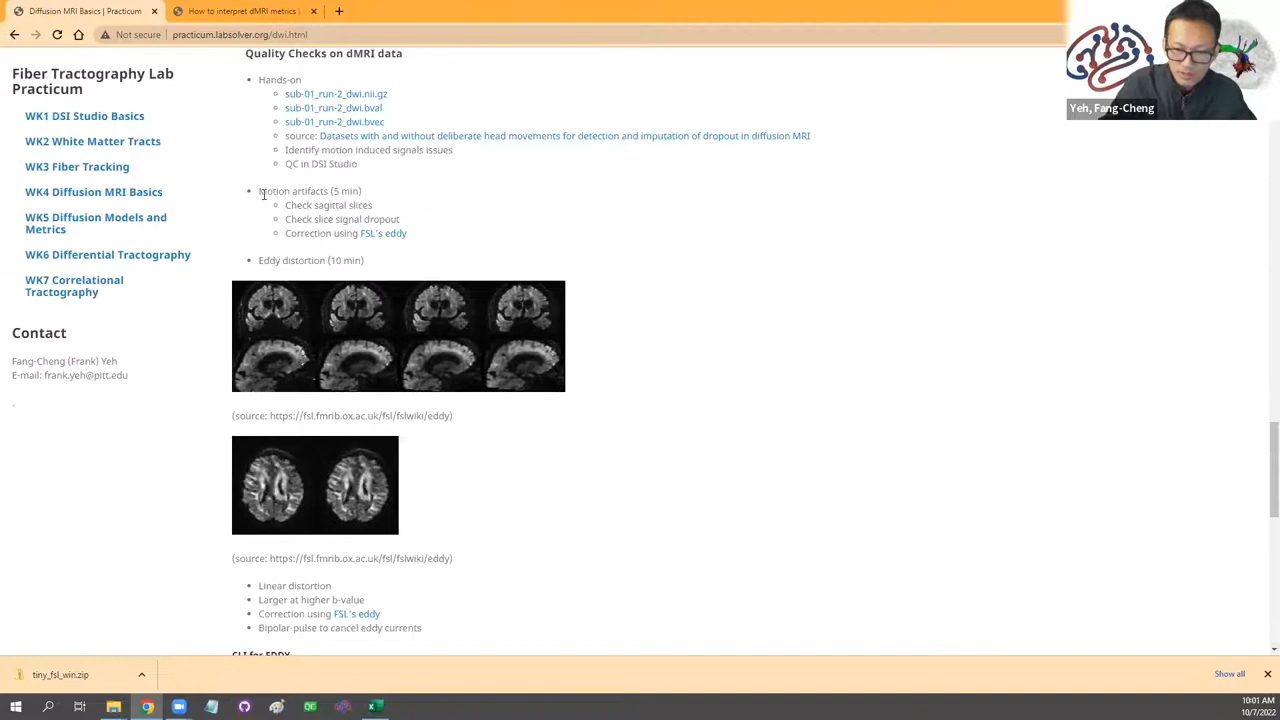 Diffusion MRI Basics | Practicum
How to interpret dMRI metrics |
Not secure
practicum.labsolver.org/dwi.html
Yeh, Fang-Cheng
Fiber Tractography Lab
Practicum
WK1 DSI Studio Basics
WK2 White Matter Tracts
WK3 Fiber Tracking
WK4 Diffusion MRI Basics
WK5 Diffusion Models and
Metrics
WK6 Differential Tractography
WK7 Correlational
Tractography
Contact
Fang-Cheng (Frank) Yeh
E-mail: frank.yeh@pitt.edu
Quality Checks on dMRI data
Hands-on
sub-01_run-2_dwi.nii.gz
sub-01_run-2_dwi.bval
sub-01_run-2_dwi.bvec
source: Datasets with and without deliberate head movements for detection and imputation of dropout in diffusion MRI
Identify motion induced signals issues
QC in DSI Studio
Motion artifacts (5 min)
Check sagittal slices
Check slice signal dropout
Correction using FSL's eddy
Eddy distortion (10 min)
(source: https://fsl.fmrib.ox.ac.uk/fsl/fslwiki/eddy)
(source: https://fsl.fmrib.ox.ac.uk/fsl/fslwiki/eddy)
Linear distortion
Larger at higher b-value
Correction using FSL's eddy
Bipolar-pulse to cancel eddy currents
CLI for EDDY
tiny_fsl_win.zip
Show all
10:01 AM
10/7/2022